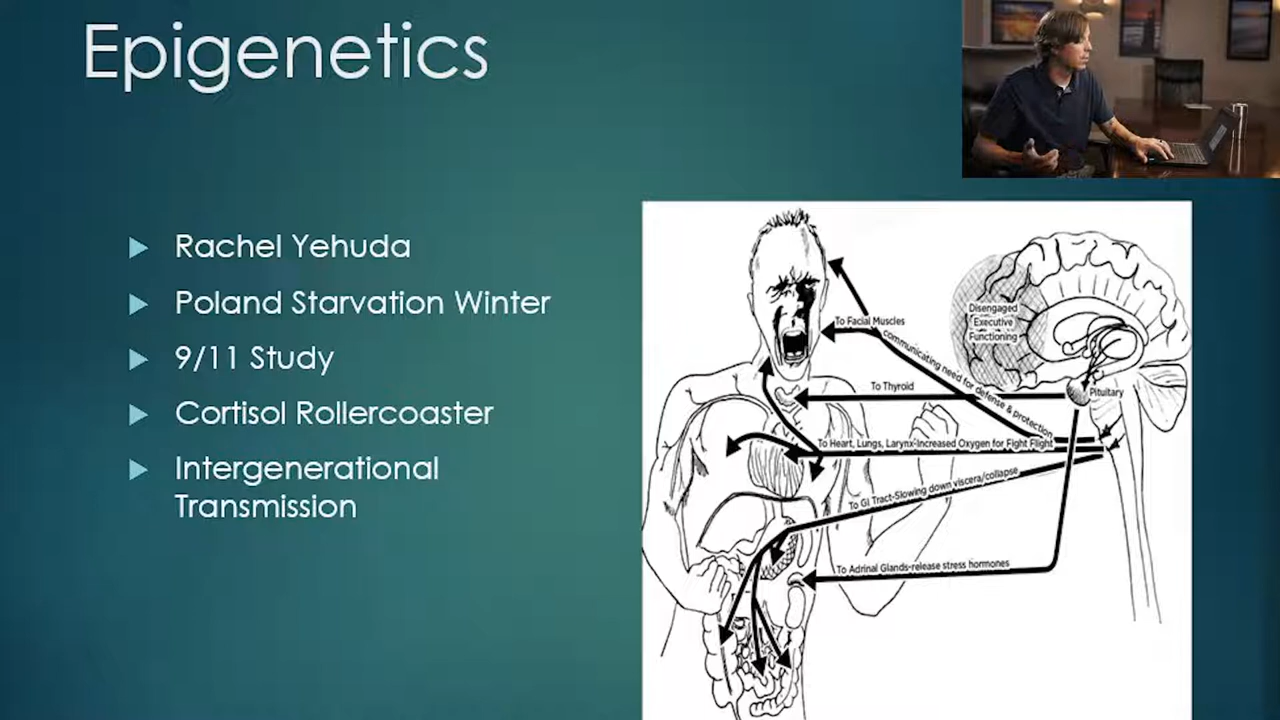 Epigenetics
Rachel Yehuda
Poland Starvation Winter
9/11 Study
Cortisol Rollercoaster
Intergenerational
Transmission
Disengaged
Executive
Functioning
To Facial Muscles
communicating need for defense & protection
To Thyroid
Pituitary
To Heart, Lungs, Larynx-Increased Oxygen for Fight Flight
To GI Tract-Slowing down viscera/collapse
To Adrinal Glands-release stress hormones